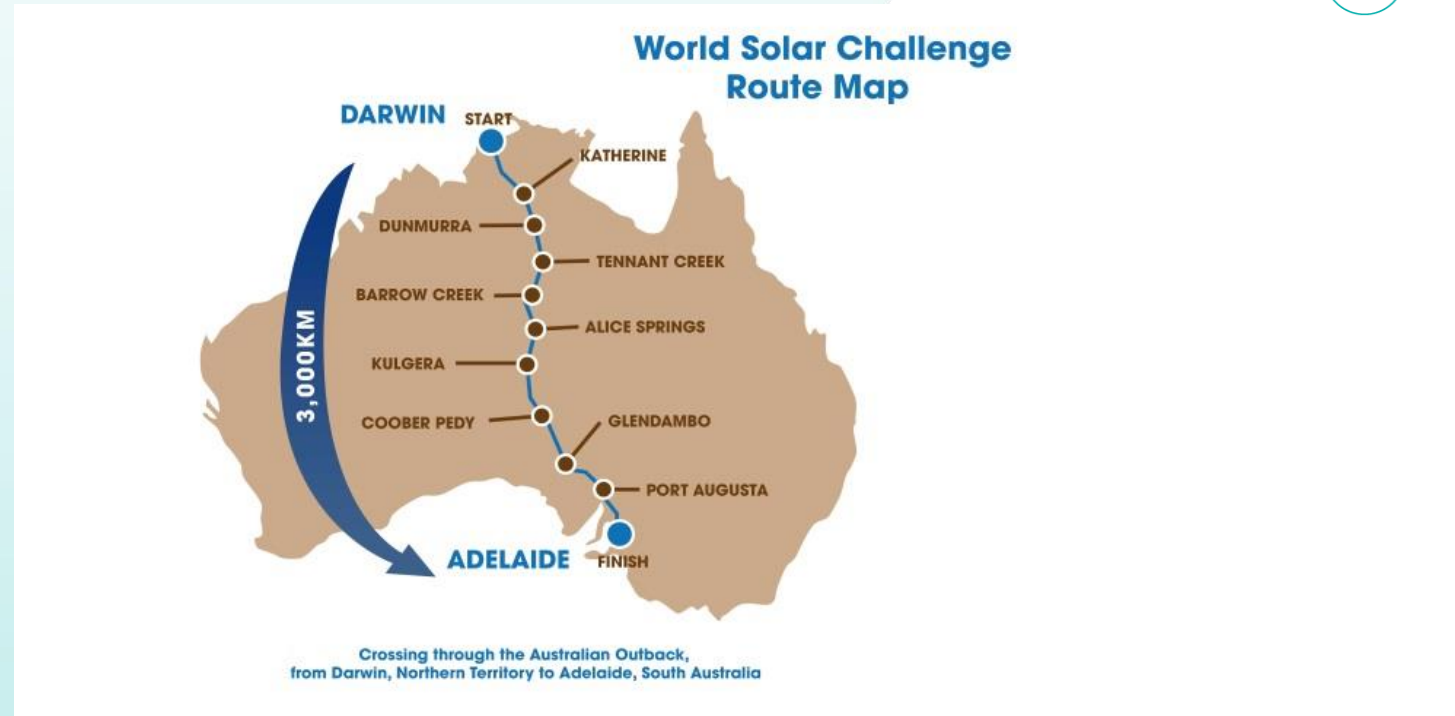 World Solar Challenge
Route Map
DARWIN
START
KATHERINE
DUNMURRA
TENNANT CREEK
BARROW CREEK
ALICE SPRINGS
KULGERA
3,000KM
COOBER PEDY
GLENDAMBO
PORT AUGUSTA
ADELAIDE
FINISH
Crossing through the Australian Outback,
from Darwin, Northern Territory to Adelaide, South Australia